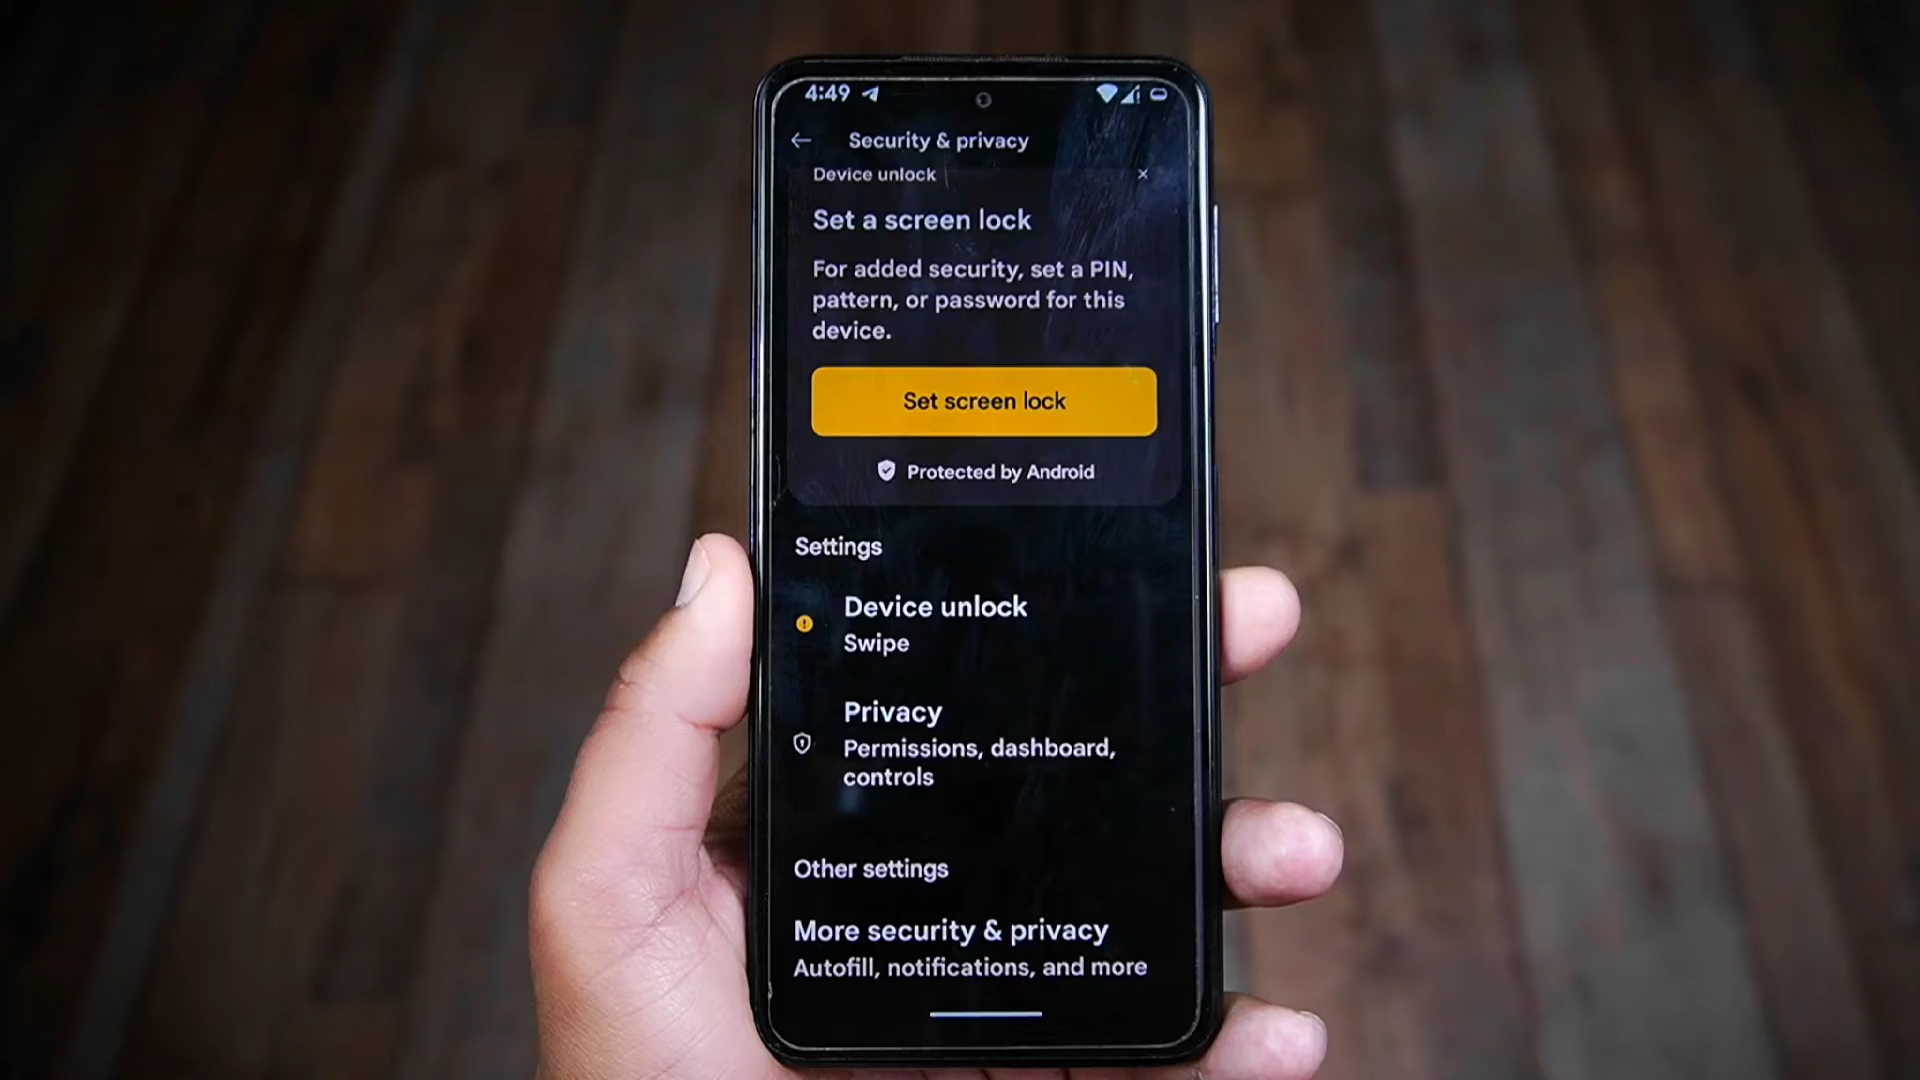 4:49
Security & privacy
Device unlock
Set a screen lock
For added security, set a PIN,
pattern, or password for this
device.
Set screen lock
Protected by Android
Settings
Device unlock
Swipe
Privacy
Permissions, dashboard,
controls
Other settings
More security & privacy
Autofill, notifications, and more